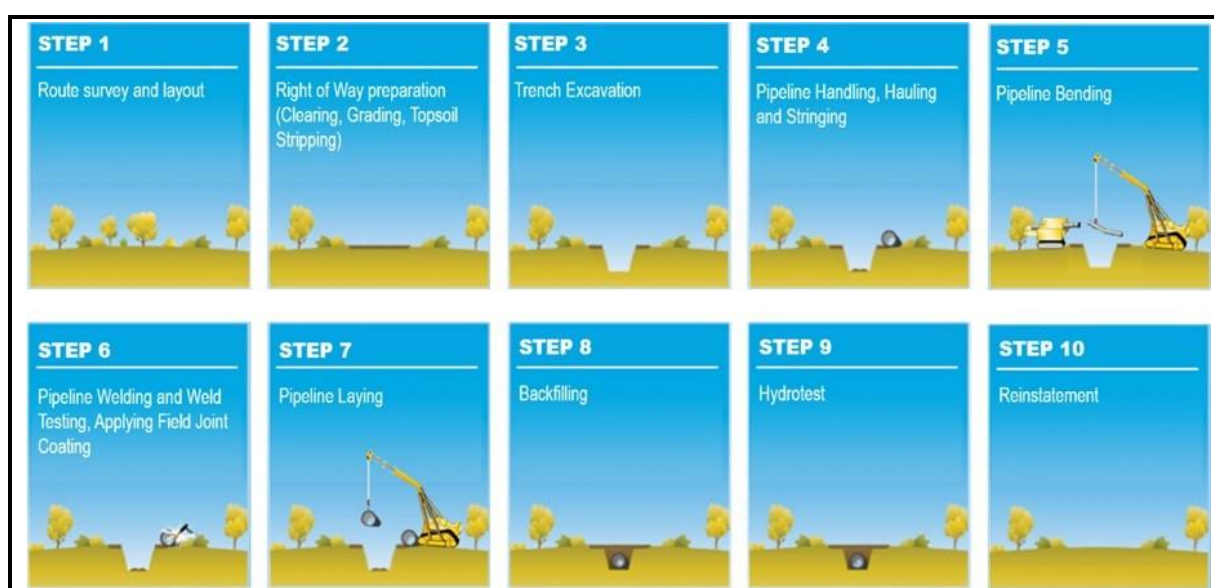 STEP 1
Route survey and layout
STEP 2
Right of Way preparation
(Clearing, Grading, Topsoil
Stripping)
STEP 3
Trench Excavation
STEP 4
Pipeline Handling, Hauling
and Stringing
STEP 5
Pipeline Bending
STEP 6
Pipeline Welding and Weld
Testing, Applying Field Joint
Coating
STEP 7
Pipeline Laying
STEP 8
Backfilling
STEP 9
Hydrotest
STEP 10
Reinstatement